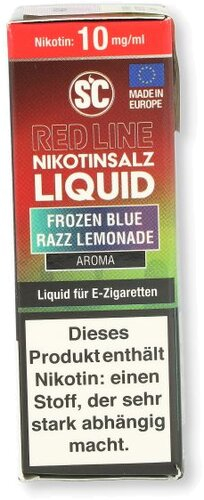 Nikotin: 10 mg/ml
SC
MADE IN
EUROPE
RED LINE
NIKOTINSALZ
LIQUID
FROZEN BLUE
RAZZ LEMONADE
AROMA
Liquid für E-Zigaretten
Dieses
Produkt enthält
Nikotin: einen
Stoff, der sehr
stark abhängig
macht.